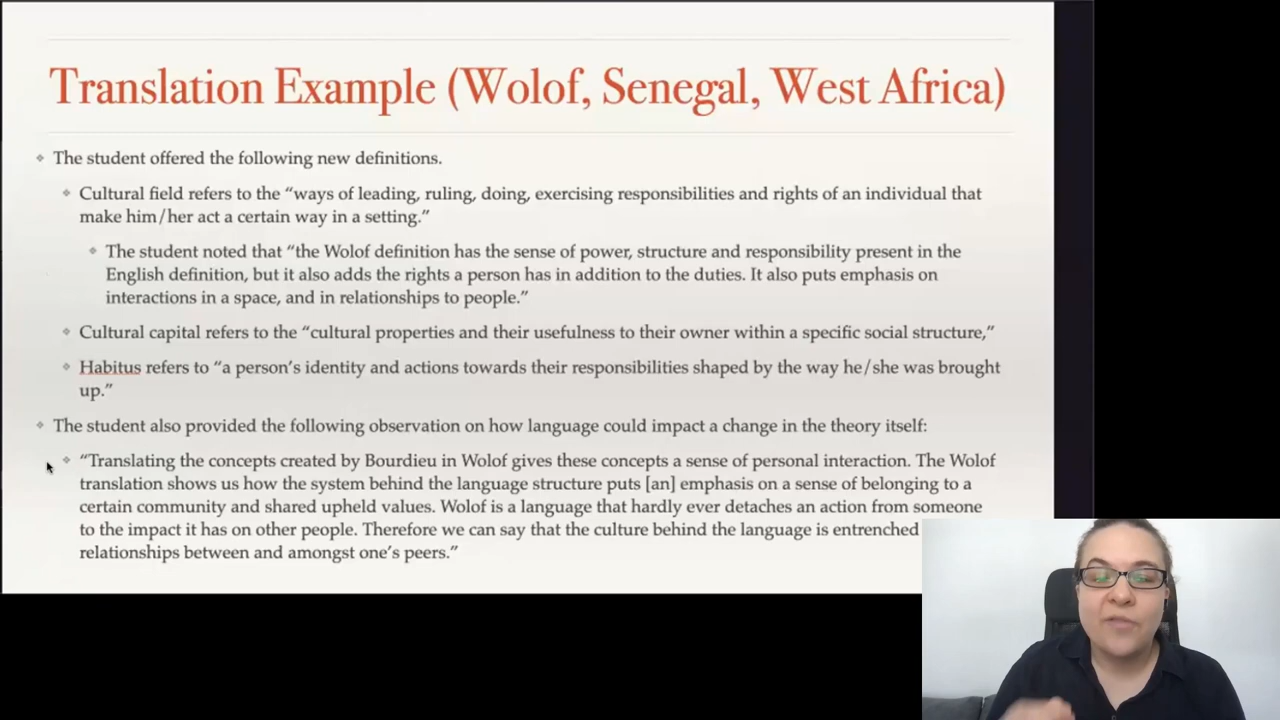 Translation Example (Wolof, Senegal, West Africa)
The student offered the following new definitions.
Cultural field refers to the “ways of leading, ruling, doing, exercising responsibilities and rights of an individual that
make him/her act a certain way in a setting.”
The student noted that “the Wolof definition has the sense of power, structure and responsibility present in the
English definition, but it also adds the rights a person has in addition to the duties. It also puts emphasis on
interactions in a space, and in relationships to people.”
Cultural capital refers to the “cultural properties and their usefulness to their owner within a specific social structure,”
Habitus refers to “a person’s identity and actions towards their responsibilities shaped by the way he/she was brought
up.”
The student also provided the following observation on how language could impact a change in the theory itself:
“Translating the concepts created by Bourdieu in Wolof gives these concepts a sense of personal interaction. The Wolof
translation shows us how the system behind the language structure puts [an] emphasis on a sense of belonging to a
certain community and shared upheld values. Wolof is a language that hardly ever detaches an action from someone
to the impact it has on other people. Therefore we can say that the culture behind the language is entrenched
relationships between and amongst one’s peers.”